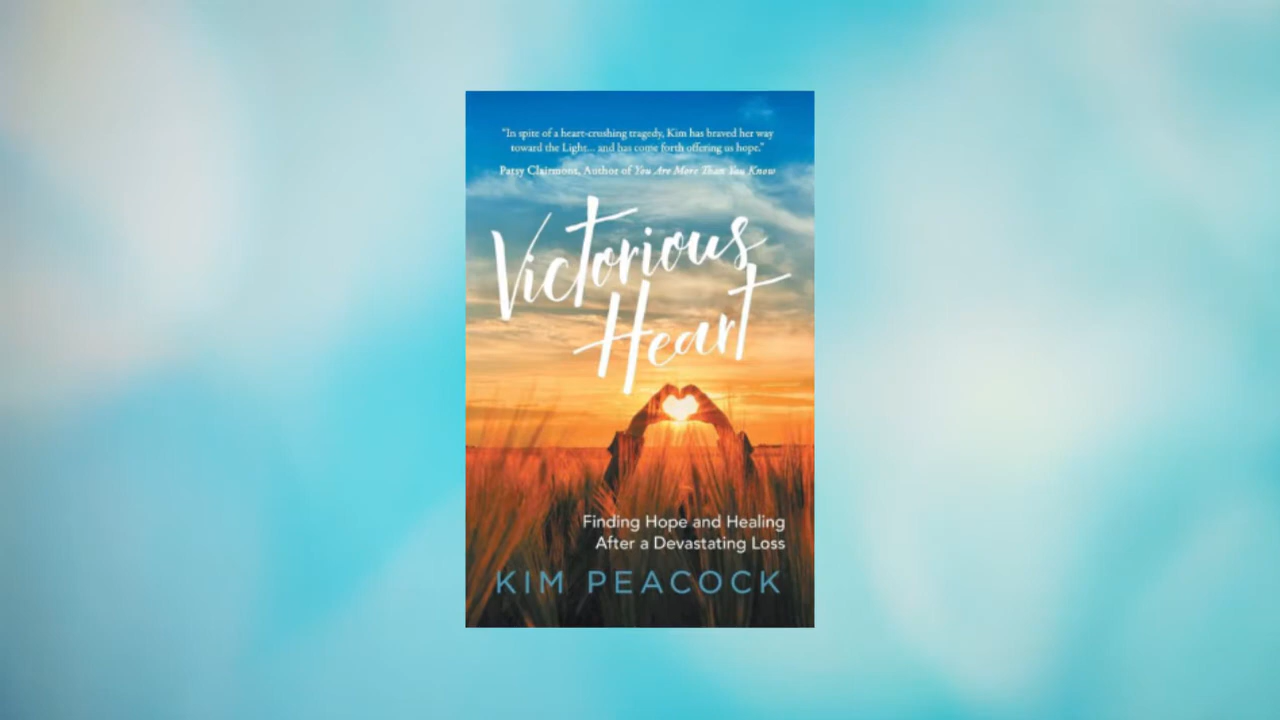 "In spite of a heart-crushing tragedy, Kim has braved her way
toward the Light... and has come forth offering us hope."
Patsy Clairmont, Author of You Are More Than You Know
Victorious
Heart
Finding Hope and Healing
After a Devastating Loss
KIM PEACOCK